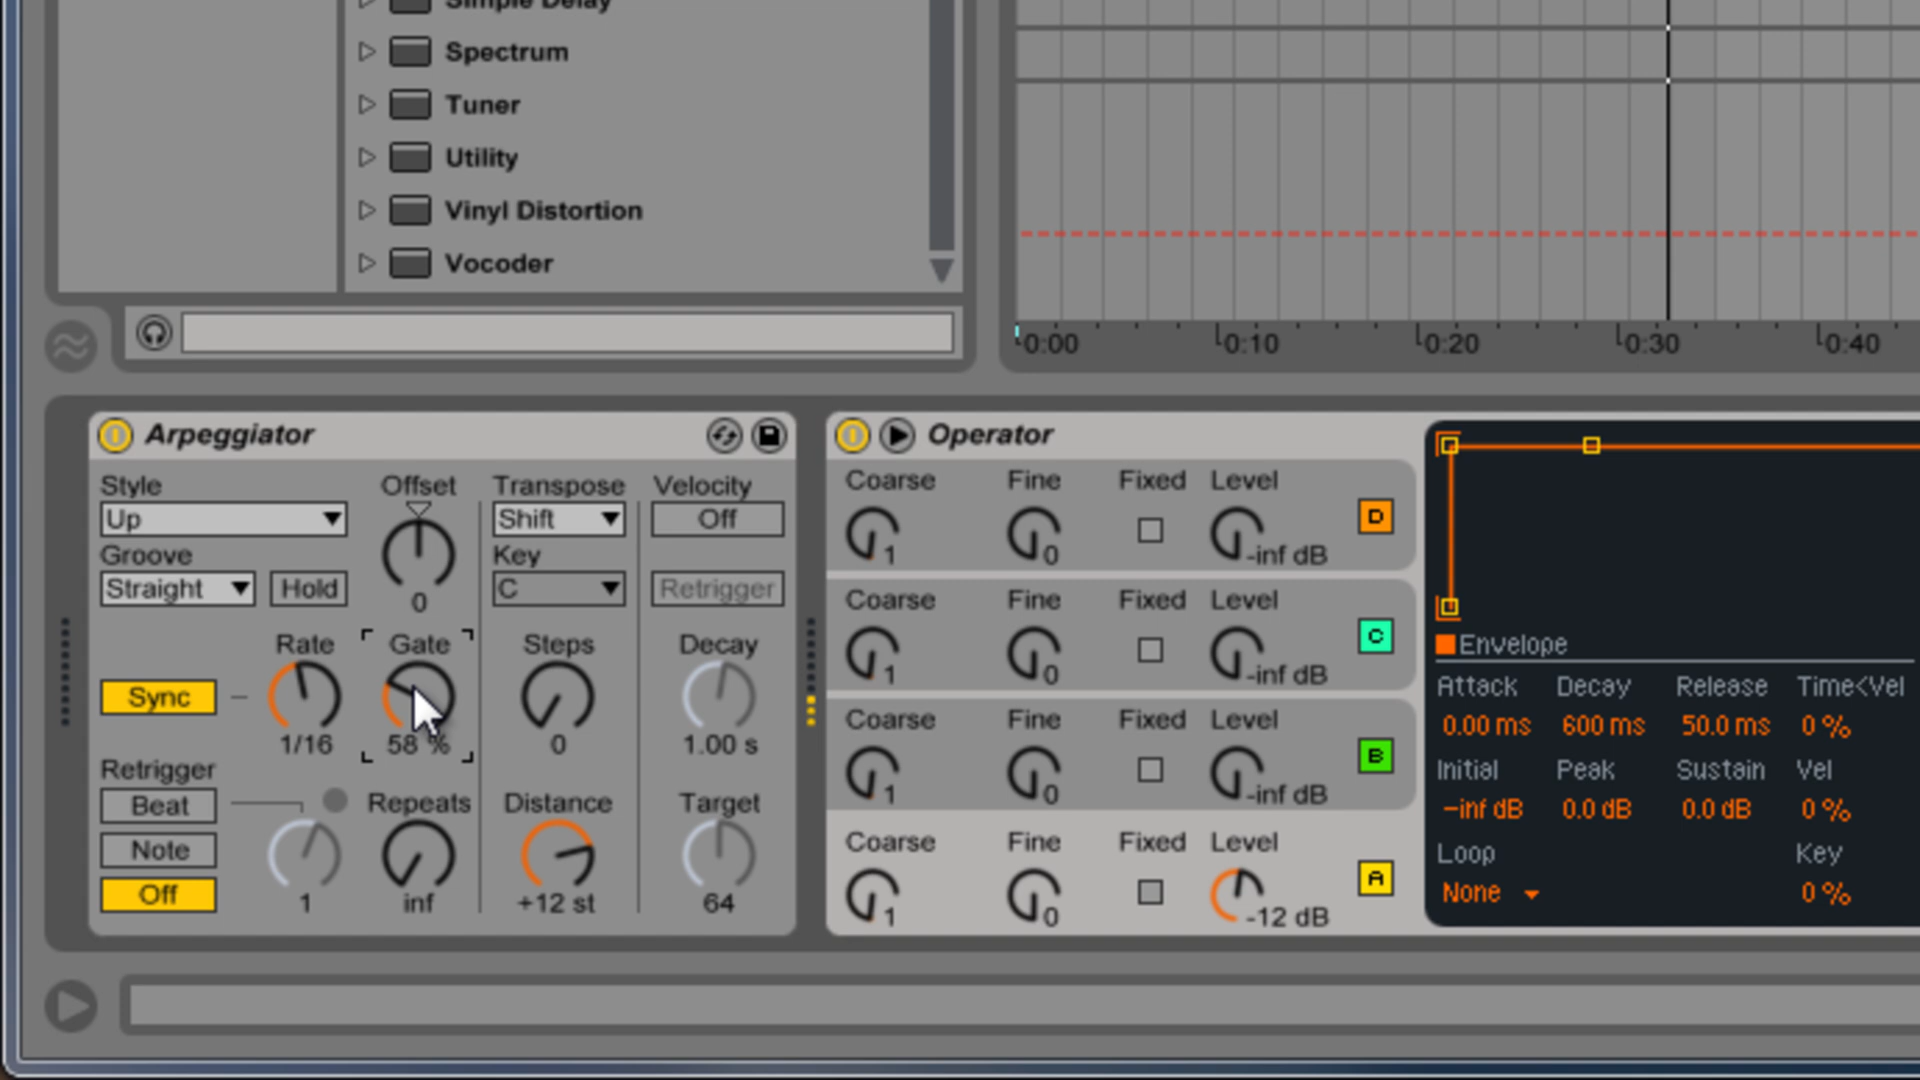 Simple Delay
Spectrum
Tuner
Utility
Vinyl Distortion
Vocoder
0:00 0:10 0:20 0:30 0:40
Arpeggiator
Style Offset Transpose Velocity
Up Shift Off
Groove Key
Straight Hold 0 C Retrigger
Rate Gate Steps Decay
Sync
1/16 58 % 0 1.00 s
Retrigger
Beat Repeats Distance Target
Note
Off 1 inf +12 st 64
Operator
Coarse Fine Fixed Level
1 0 -inf dB D
Coarse Fine Fixed Level
1 0 -inf dB C
Coarse Fine Fixed Level
1 0 -inf dB B
Coarse Fine Fixed Level
1 0 -12 dB A
Envelope
Attack Decay Release Time<Vel
0.00 ms 600 ms 50.0 ms 0 %
Initial Peak Sustain Vel
-inf dB 0.0 dB 0.0 dB 0 %
Loop Key
None 0 %